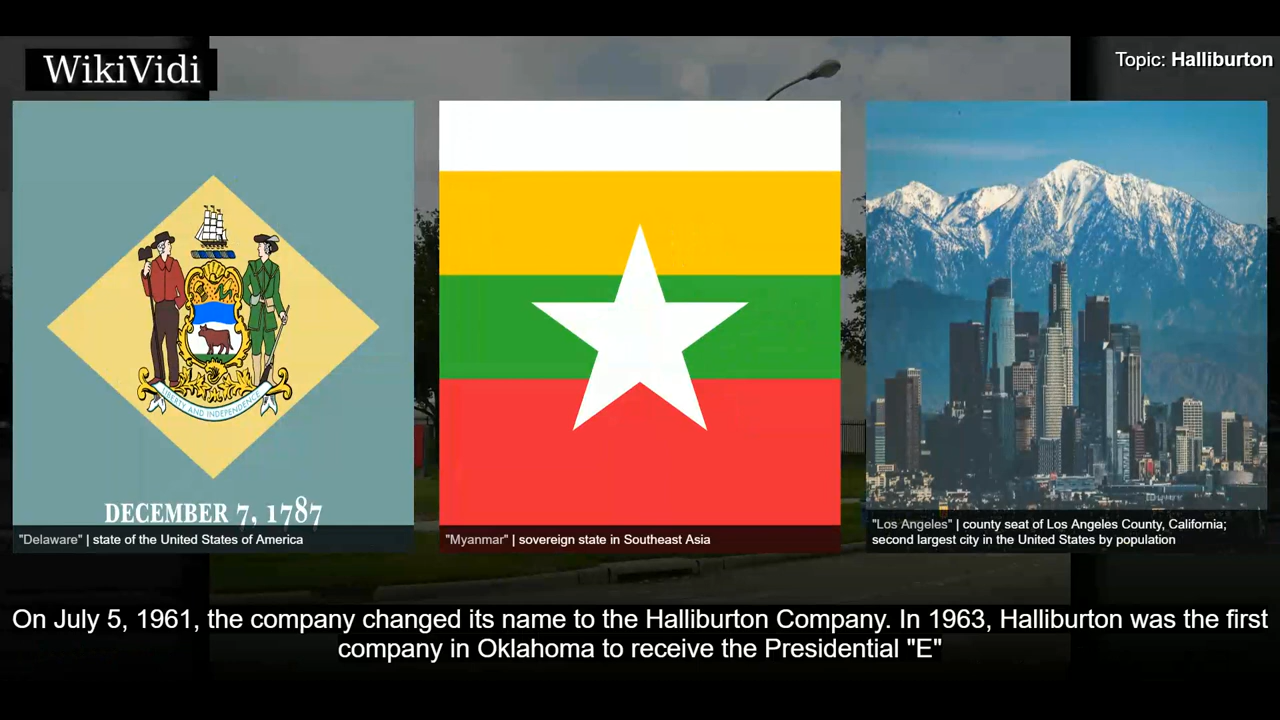 WikiVidi
Topic: Halliburton
LIBERTY AND INDEPENDENCE
DECEMBER 7, 1787
"Delaware" | state of the United States of America
"Myanmar" | sovereign state in Southeast Asia
"Los Angeles" | county seat of Los Angeles County, California;
second largest city in the United States by population
On July 5, 1961, the company changed its name to the Halliburton Company. In 1963, Halliburton was the first
company in Oklahoma to receive the Presidential "E"